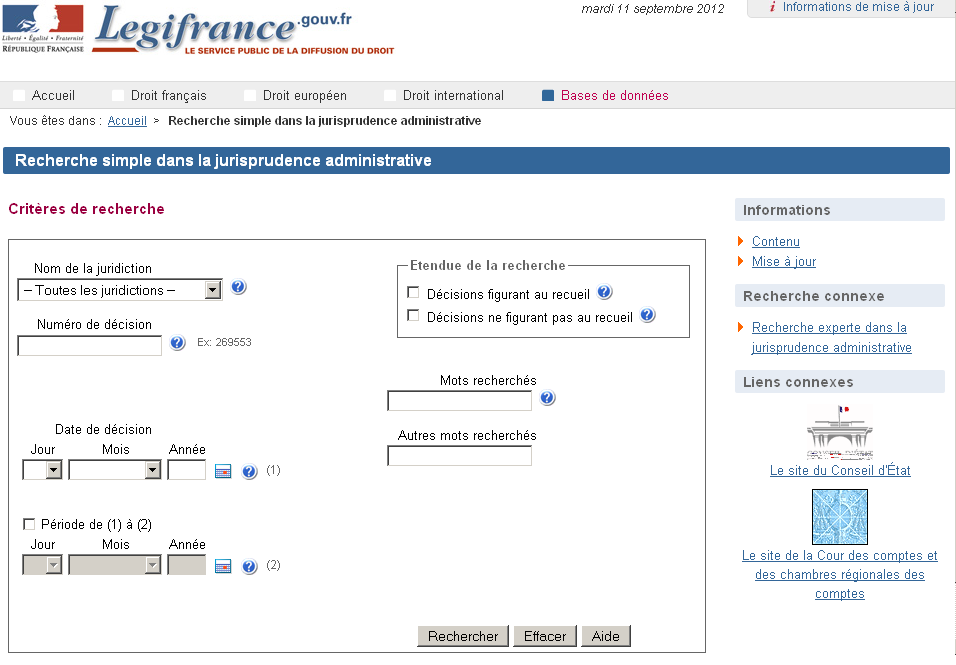 mardi 11 septembre 2012
i Informations de mise à jour
Liberté • Égalité • Fraternité
RÉPUBLIQUE FRANÇAISE
Legifrance.gouv.fr
LE SERVICE PUBLIC DE LA DIFFUSION DU DROIT
Accueil Droit français Droit européen Droit international Bases de données
Vous êtes dans : Accueil > Recherche simple dans la jurisprudence administrative
Recherche simple dans la jurisprudence administrative
Critères de recherche
Nom de la juridiction
-- Toutes les juridictions -- ?
Numéro de décision
? Ex: 269553
Etendue de la recherche
Décisions figurant au recueil ?
Décisions ne figurant pas au recueil ?
Mots recherchés
?
Autres mots recherchés
Date de décision
Jour Mois Année
? (1)
Période de (1) à (2)
Jour Mois Année
? (2)
Rechercher Effacer Aide
Informations
Contenu
Mise à jour
Recherche connexe
Recherche experte dans la
jurisprudence administrative
Liens connexes
Le site du Conseil d'État
Le site de la Cour des comptes et
des chambres régionales des
comptes